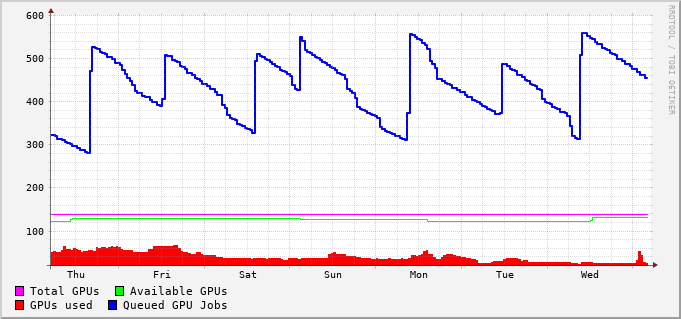 600
500
400
300
200
100
Thu Fri Sat Sun Mon Tue Wed
Total GPUs Available GPUs
GPUs used Queued GPU Jobs
RRDTOOL / TOBI OETIKER